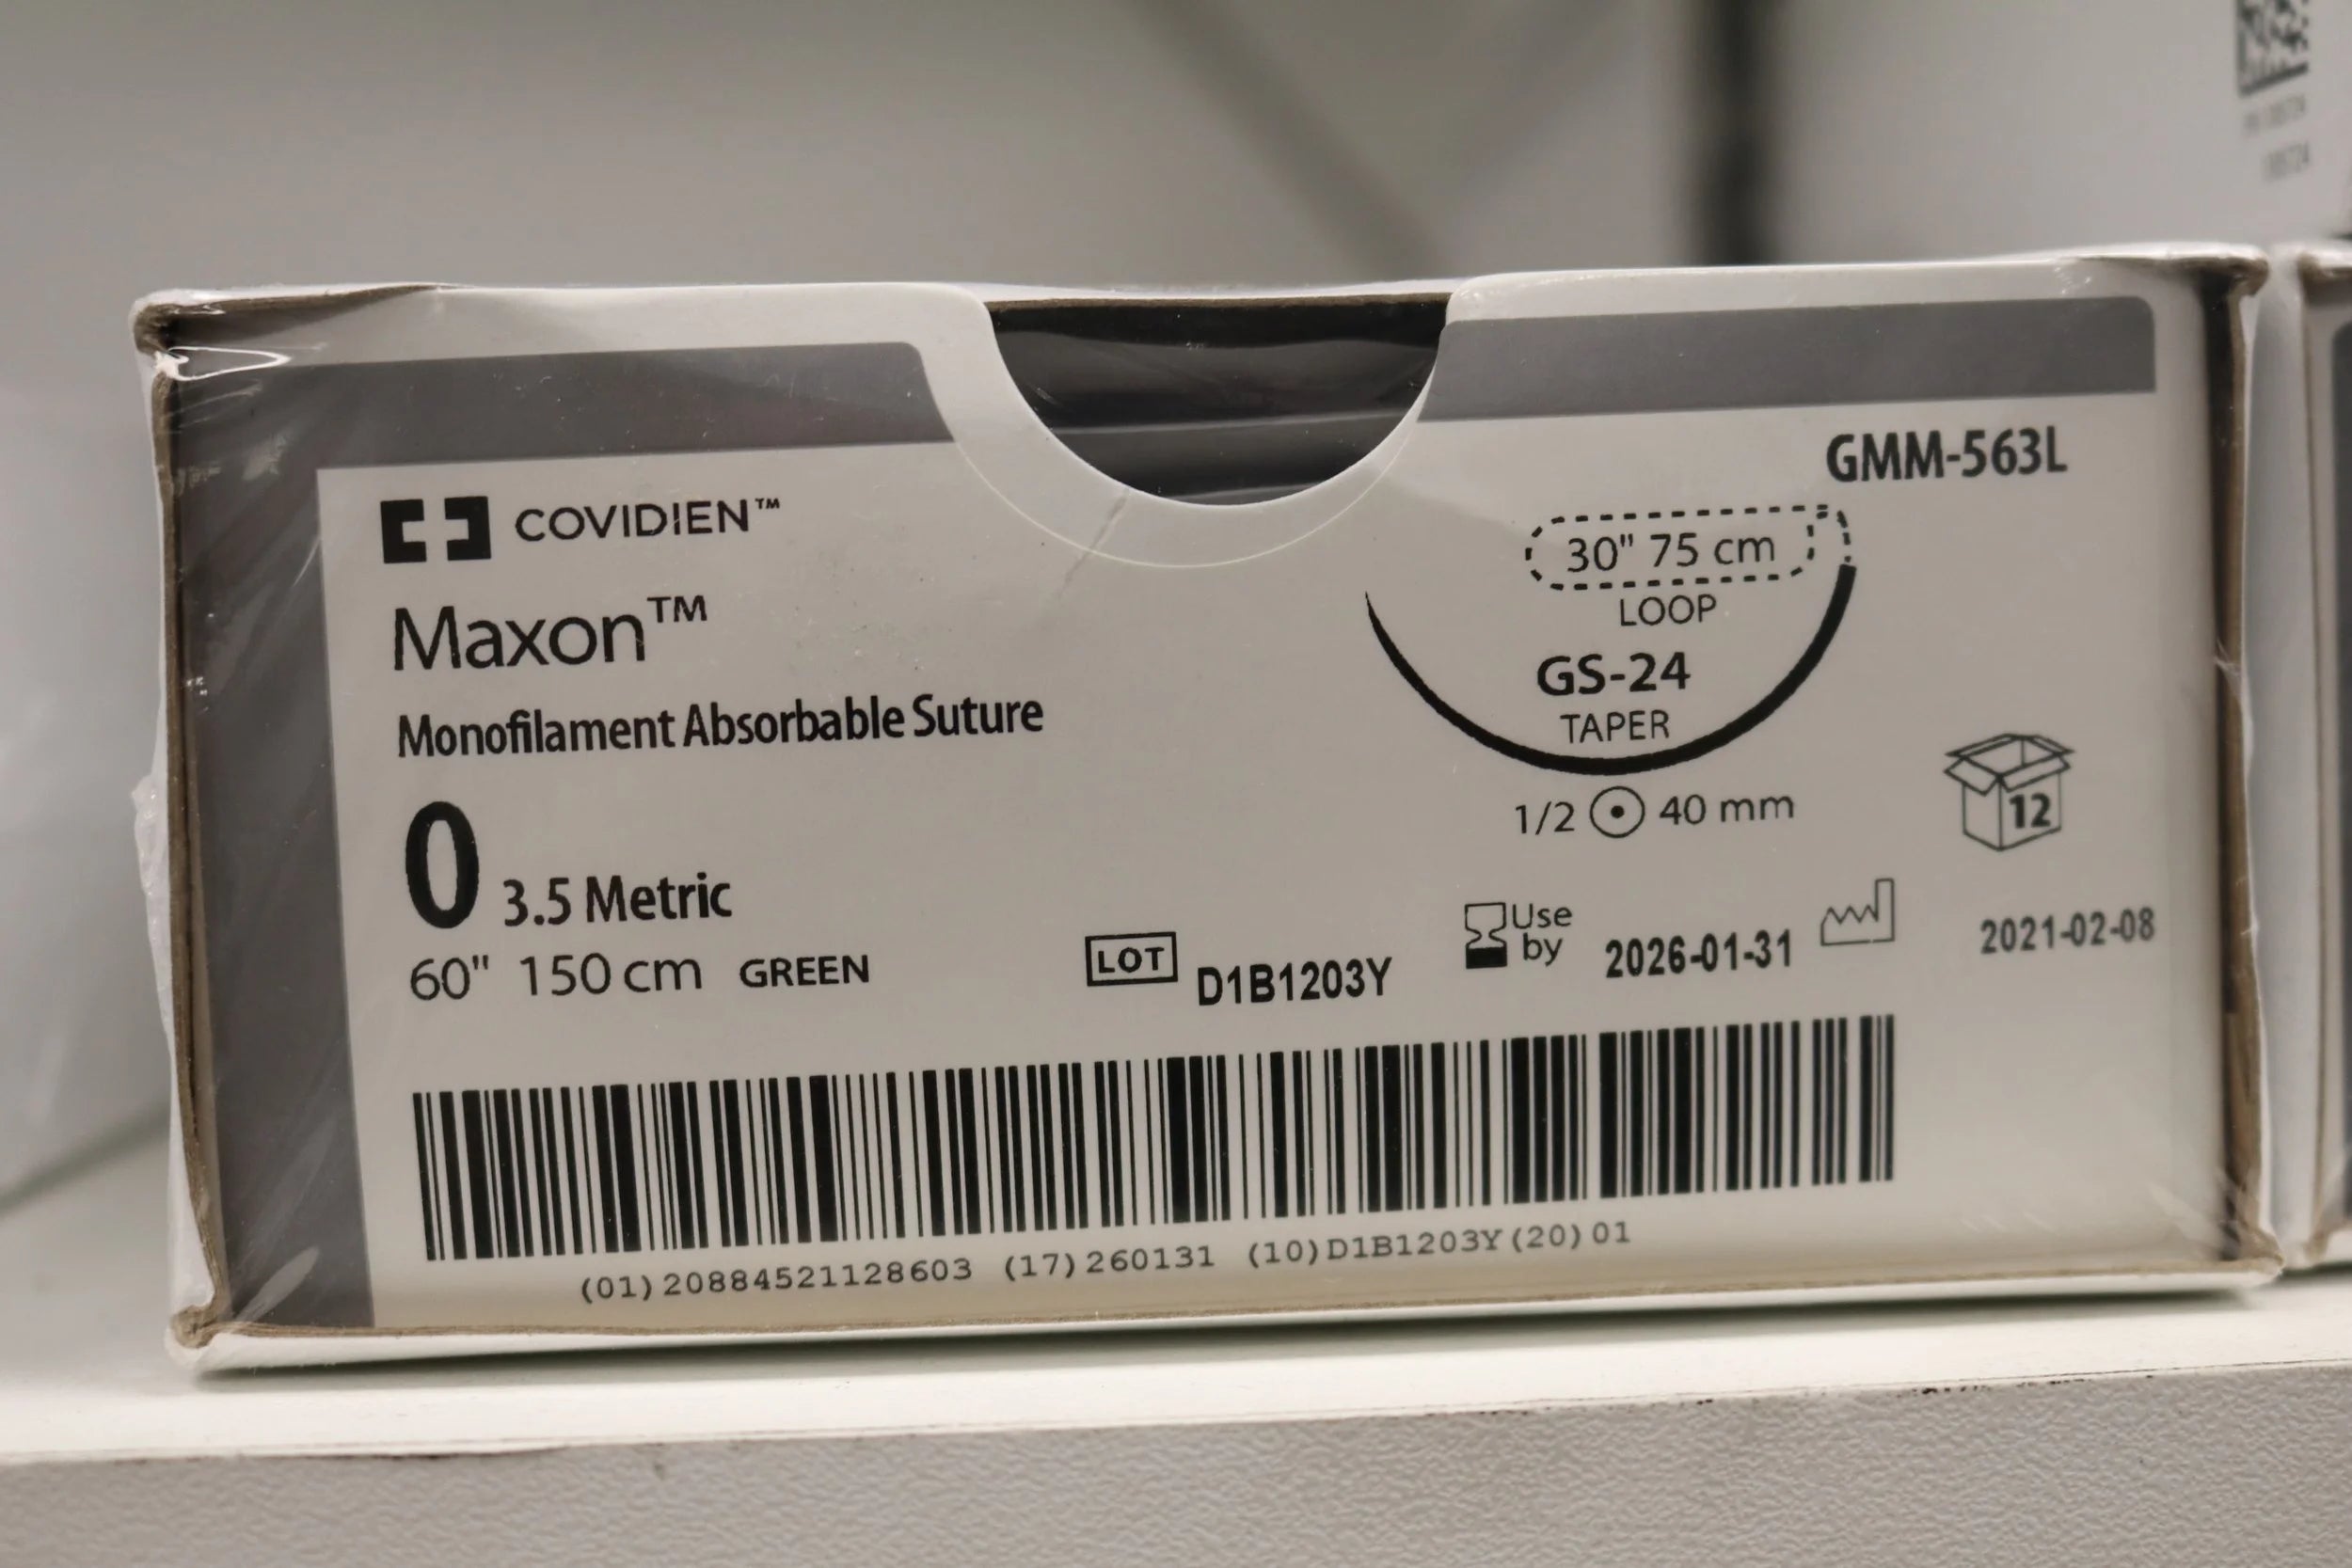 COVIDIEN™
GMM-563L
Maxon™
Monofilament Absorbable Suture
30" 75 cm
LOOP
GS-24
TAPER
1/2 40 mm
12
0 3.5 Metric
60" 150 cm GREEN
LOT D1B1203Y
Use
by 2026-01-31
2021-02-08
(01)20884521128603 (17)260131 (10)D1B1203Y(20)01